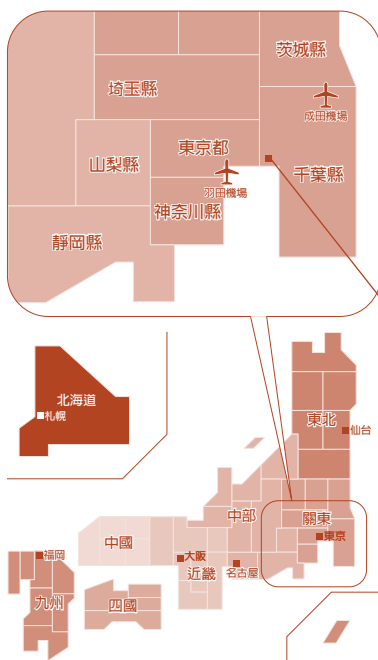 茨城縣
埼玉縣
成田機場
東京都
山梨縣
千葉縣
羽田機場
神奈川縣
靜岡縣
北海道
札幌
東北
仙台
中部
關東
東京
中國
大阪
福岡
近畿
名古屋
九州
四國